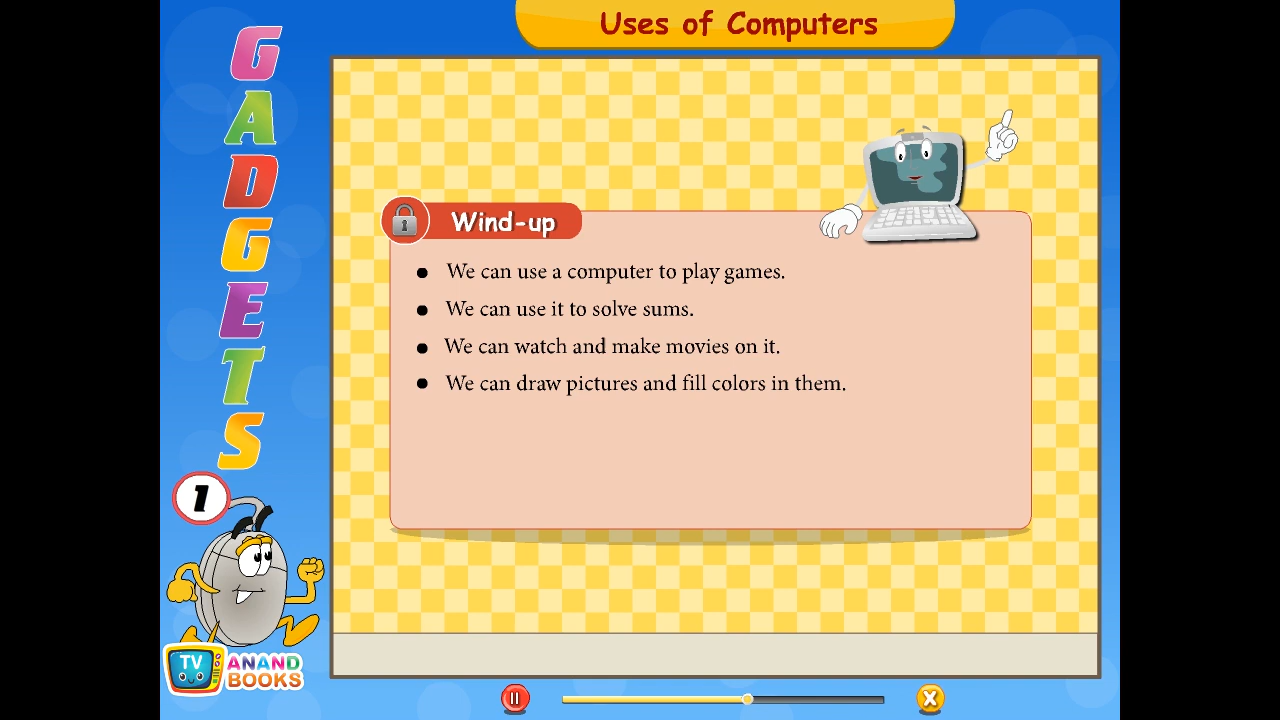 Uses of Computers
GADGETS
1
Wind-up
We can use a computer to play games.
We can use it to solve sums.
We can watch and make movies on it.
We can draw pictures and fill colors in them.
TV
ANAND
BOOKS
X